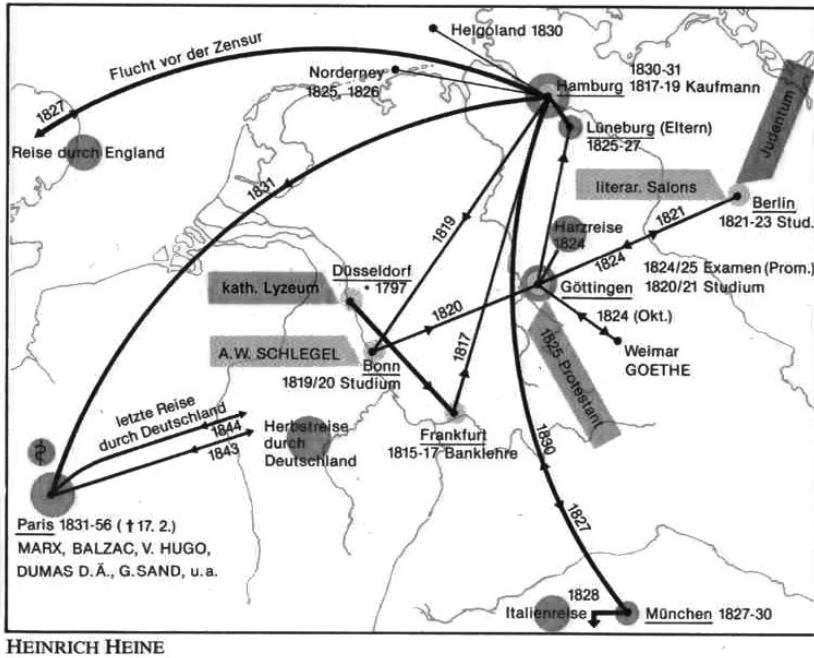 Helgoland 1830
Flucht vor der Zensur
Norderney
1825, 1826
1830-31
Hamburg 1817-19 Kaufmann
1827
Reise durch England
Lüneburg (Eltern)
1825-27
Judentum
literar. Salons
Berlin
1821-23 Stud.
1831
1819
Harzreise
1824
1821
1824
Düsseldorf
* 1797
kath. Lyzeum
1824/25 Examen (Prom.)
Göttingen 1820/21 Studium
1820
1824 (Okt.)
Weimar
GOETHE
A.W. SCHLEGEL
Bonn
1819/20 Studium
1817
1825 Protestant
letzte Reise
durch Deutschland
1844
1843
Herbstreise
durch
Deutschland
Frankfurt
1815-17 Banklehre
1830
1827
Paris 1831-56 († 17. 2.)
MARX, BALZAC, V. HUGO,
DUMAS D.Ä., G. SAND, u.a.
1828
Italienreise
München 1827-30
HEINRICH HEINE